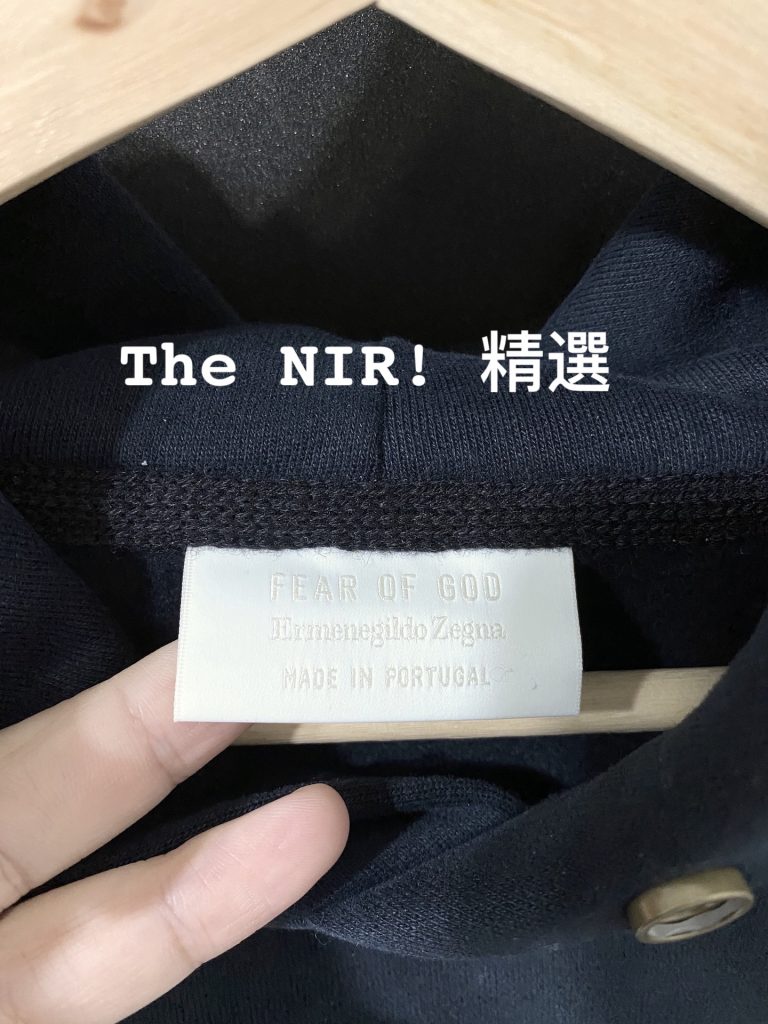 The NIR! 精選
FEAR OF GOD
Ermenegildo Zegna
MADE IN PORTUGAL